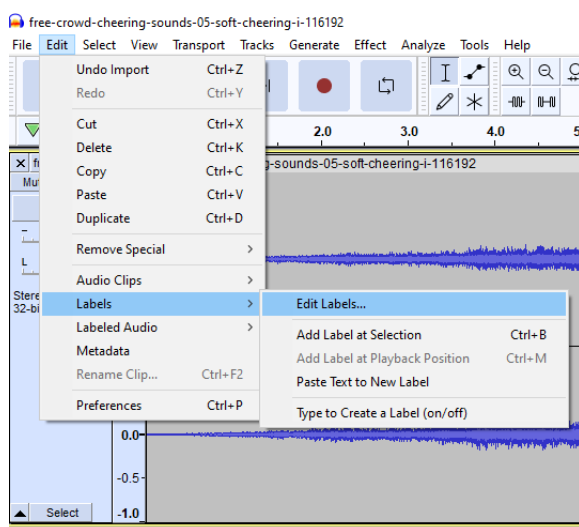 free-crowd-cheering-sounds-05-soft-cheering-i-116192
File Edit Select View Transport Tracks Generate Effect Analyze Tools Help
Undo Import Ctrl+Z
Redo Ctrl+Y
Cut Ctrl+X
Delete Ctrl+K
Copy Ctrl+C
Paste Ctrl+V
Duplicate Ctrl+D
Remove Special
Audio Clips
Labels
Labeled Audio
Metadata
Rename Clip... Ctrl+F2
Preferences Ctrl+P
Edit Labels...
Add Label at Selection Ctrl+B
Add Label at Playback Position Ctrl+M
Paste Text to New Label
Type to Create a Label (on/off)
2.0 3.0 4.0 5
-sounds-05-soft-cheering-i-116192
Mu
L
Stere
32-bi
0.0
-0.5
-1.0
Select